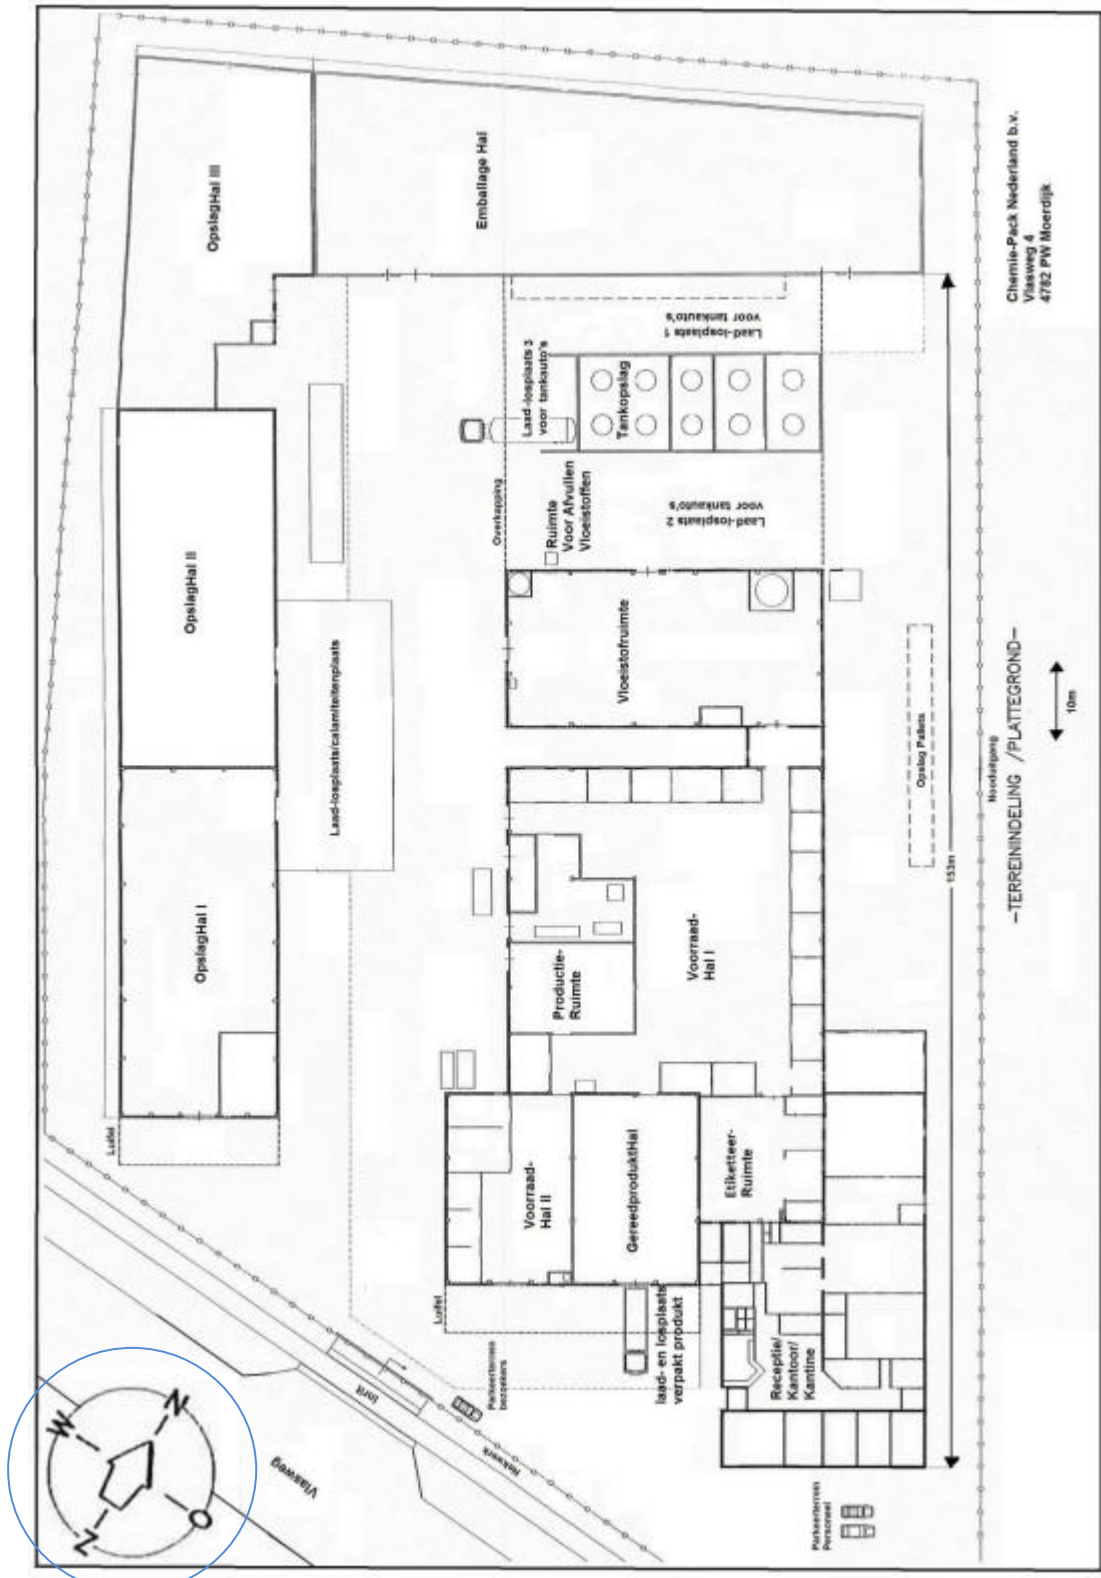 OpslagHal III
Emballage Hal
Chemie-Pack Nederland b.v.
Vlasweg 4
4782 PW Moerdijk
Laad-losplaats 1
voor tankauto's
Laad-losplaats 3
voor tankauto's
Tankopslag
Overkapping
Ruimte
Voor Afvullen
Vloeistoffen
Laad-losplaats 2
voor tankauto's
OpslagHal II
Vloeistofruimte
Laad-losplaats/calamiteitenplaats
Opslag Pallets
Nooduitgang
-TERREININDELING /PLATTEGROND-
10m
153m
OpslagHal I
Productie-
Ruimte
Voorraad-
Hal I
Luifel
Voorraad-
Hal II
GereedproduktHal
Etiketteer-
Ruimte
Luifel
laad- en losplaats
verpakt produkt
Receptie/
Kantoor/
Kantine
Inrit
Parkeerterrein
bezoekers
Hekwerk
Vlasweg
Parkeerterrein
Personeel
W
N
Z
O